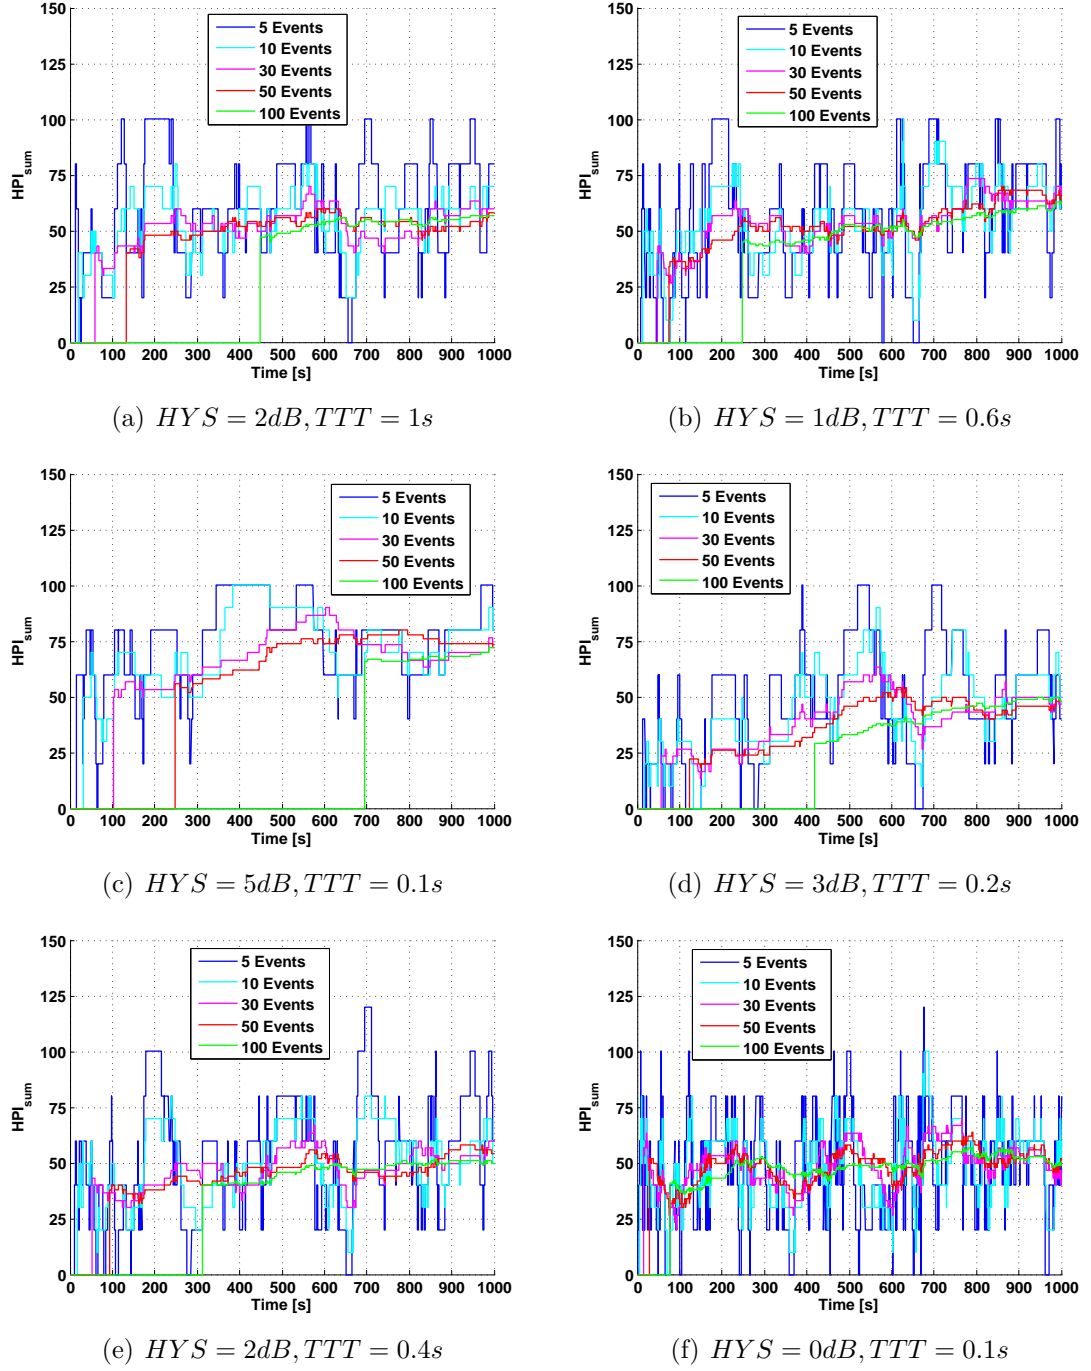 150
125
100
75
50
25
0
HPI_sum
5 Events
10 Events
30 Events
50 Events
100 Events
0 100 200 300 400 500 600 700 800 900 1000
Time [s]
(a) HYS = 2dB, TTT = 1s
150
125
100
75
50
25
0
HPI_sum
5 Events
10 Events
30 Events
50 Events
100 Events
0 100 200 300 400 500 600 700 800 900 1000
Time [s]
(b) HYS = 1dB, TTT = 0.6s
150
125
100
75
50
25
0
HPI_sum
5 Events
10 Events
30 Events
50 Events
100 Events
0 100 200 300 400 500 600 700 800 900 1000
Time [s]
(c) HYS = 5dB, TTT = 0.1s
150
125
100
75
50
25
0
HPI_sum
5 Events
10 Events
30 Events
50 Events
100 Events
0 100 200 300 400 500 600 700 800 900 1000
Time [s]
(d) HYS = 3dB, TTT = 0.2s
150
125
100
75
50
25
0
HPI_sum
5 Events
10 Events
30 Events
50 Events
100 Events
0 100 200 300 400 500 600 700 800 900 1000
Time [s]
(e) HYS = 2dB, TTT = 0.4s
150
125
100
75
50
25
0
HPI_sum
5 Events
10 Events
30 Events
50 Events
100 Events
0 100 200 300 400 500 600 700 800 900 1000
Time [s]
(f) HYS = 0dB, TTT = 0.1s